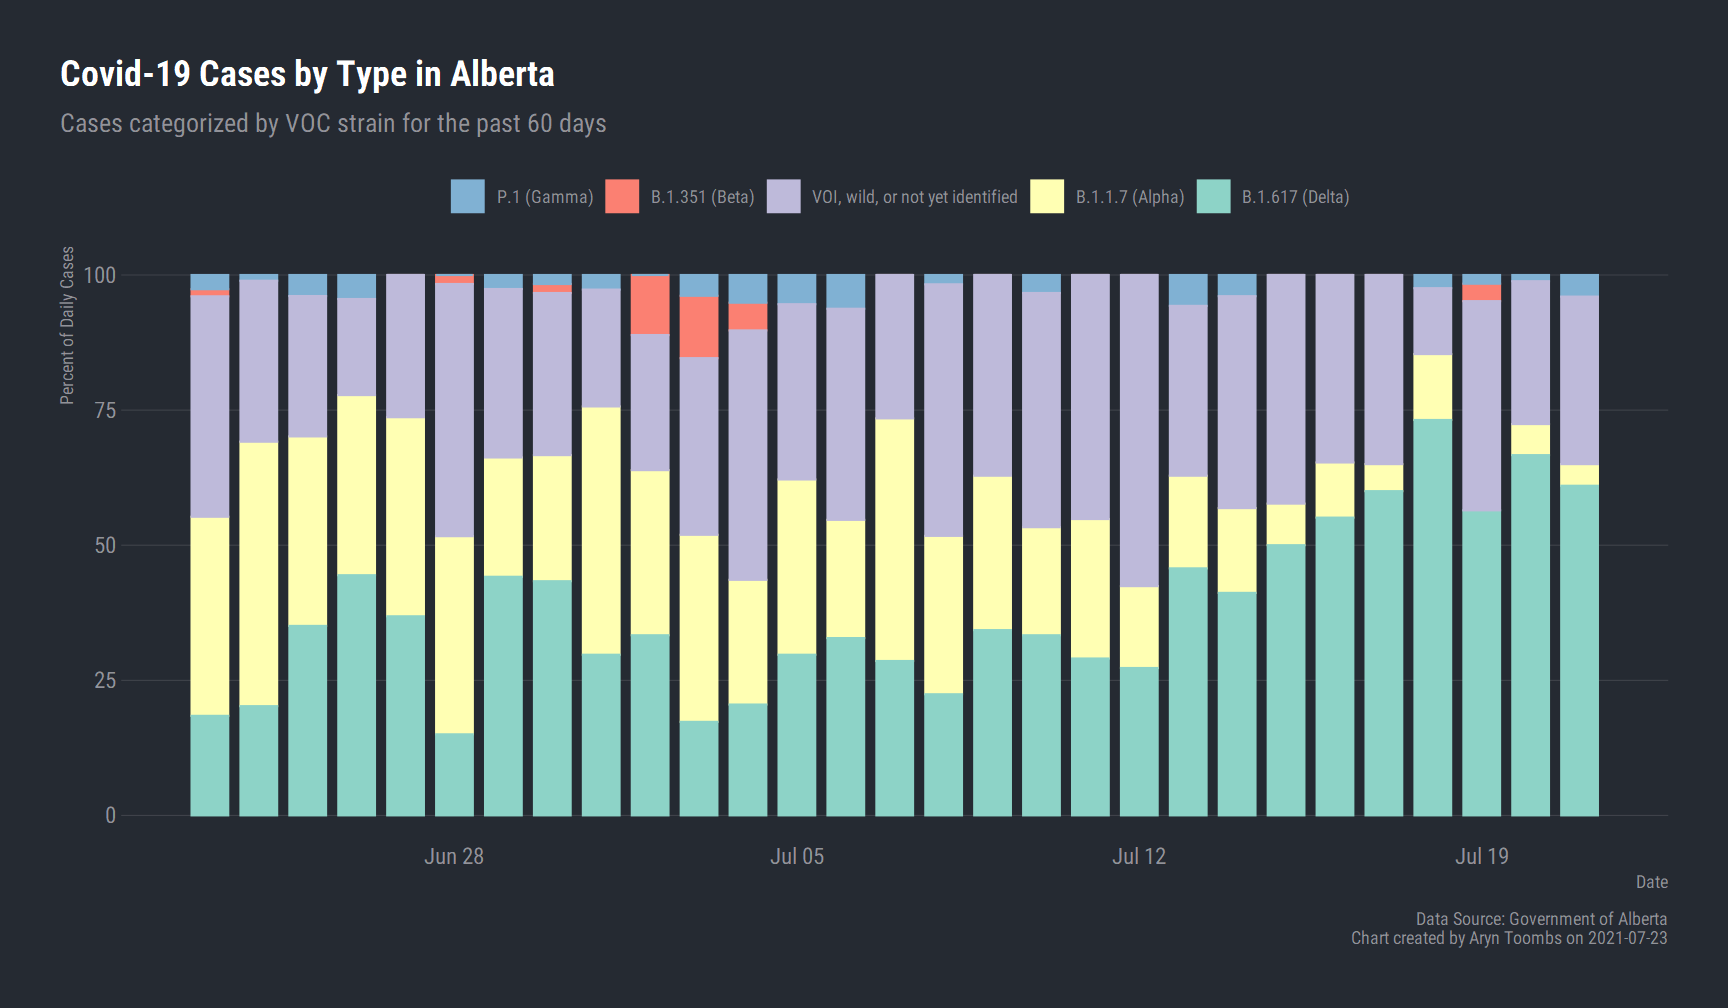 Covid-19 Cases by Type in Alberta
Cases categorized by VOC strain for the past 60 days
P.1 (Gamma) B.1.351 (Beta) VOI, wild, or not yet identified B.1.1.7 (Alpha) B.1.617 (Delta)
Percent of Daily Cases
100
75
50
25
0
Jun 28 Jul 05 Jul 12 Jul 19
Date
Data Source: Government of Alberta
Chart created by Aryn Toombs on 2021-07-23